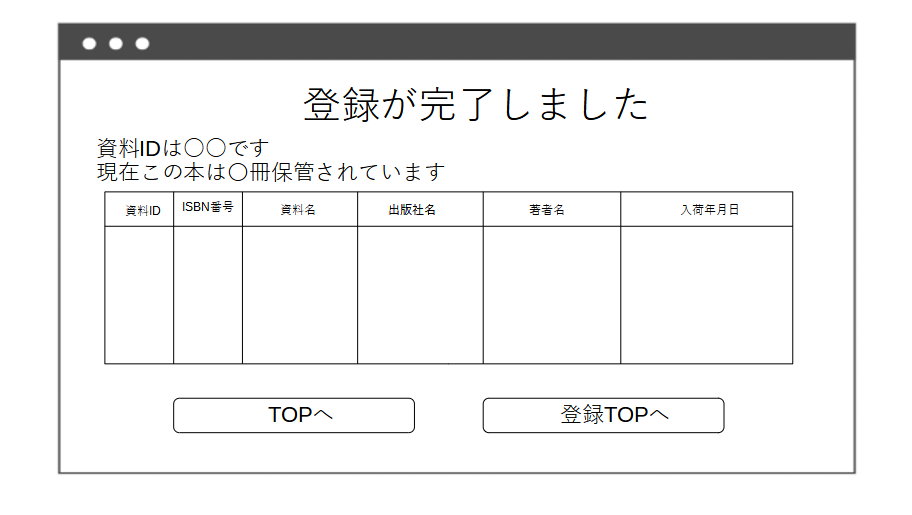 登録が完了しました
資料IDは〇〇です
現在この本は〇冊保管されています
資料ID ISBN番号 資料名 出版社名 著者名 入荷年月日
TOPへ 登録TOPへ